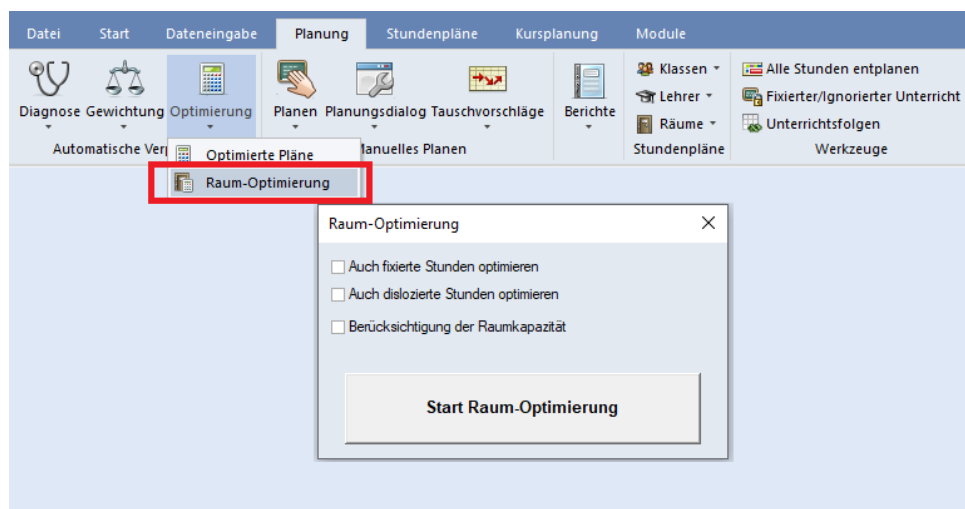 Datei Start Dateneingabe Planung Stundenpläne Kursplanung Module
Diagnose Gewichtung Optimierung Planen Planungsdialog Tauschvorschläge Berichte
Klassen Alle Stunden entplanen
Lehrer Fixierter/Ignorierter Unterricht
Räume Unterrichtsfolgen
Automatische Ver Manuelles Planen Stundenpläne Werkzeuge
Optimierte Pläne
Raum-Optimierung
Raum-Optimierung
Auch fixierte Stunden optimieren
Auch dislozierte Stunden optimieren
Berücksichtigung der Raumkapazität
Start Raum-Optimierung